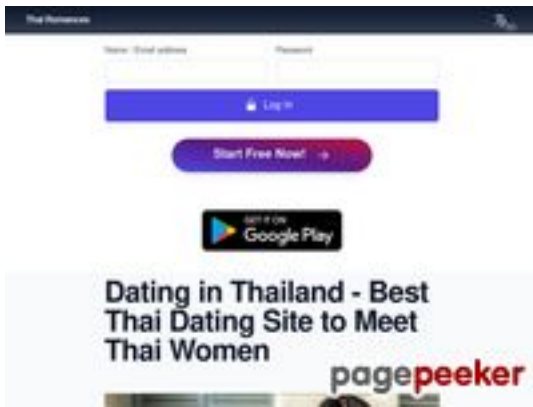 Thai Romances
Name / Email address Password
Log in
Start Free Now! →
GET IT ON
Google Play
Dating in Thailand - Best
Thai Dating Site to Meet
Thai Women
pagepeeker